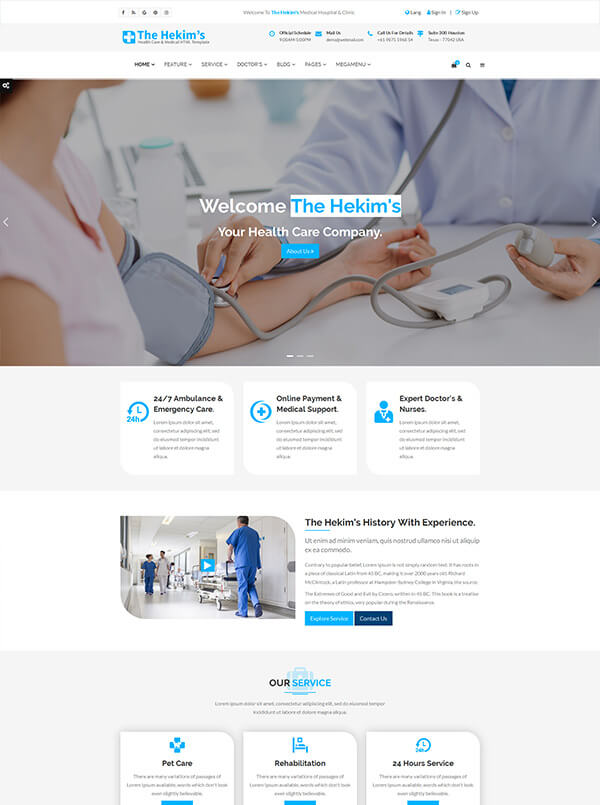 Welcome To The Hekim's Medical Hospital & Clinic
Lang Sign In | Sign Up
The Hekim's
Health Care & Medical HTML Template
Official Schedule
9:00AM-5:00PM
Mail Us
demo@webmail.com
Call Us For Details
+61 9875 5968 54
Suite 300 Houston
Texas - 77042 USA
HOME FEATURE SERVICE DOCTOR'S BLOG PAGES MEGAMENU
Welcome The Hekim's
Your Health Care Company.
About Us »
24/7 Ambulance &
Emergency Care.
Lorem ipsum dolor sit amet,
consectetur adipiscing elit, sed
do eiusmod tempor incididunt
ut labore et dolore magna
aliqua.
24h
Online Payment &
Medical Support.
Lorem ipsum dolor sit amet,
consectetur adipiscing elit, sed
do eiusmod tempor incididunt
ut labore et dolore magna
aliqua.
Expert Doctor's &
Nurses.
Lorem ipsum dolor sit amet,
consectetur adipiscing elit, sed
do eiusmod tempor incididunt
ut labore et dolore magna
aliqua.
The Hekim's History With Experience.
Ut enim ad minim veniam, quis nostrud ullamco nisi ut aliquip
ex ea commodo.
Contrary to popular belief, Lorem Ipsum is not simply random text. It has roots in
a piece of classical Latin from 45 BC, making it over 2000 years old. Richard
McClintock, a Latin professor at Hampden-Sydney College in Virginia, the source.
The Extremes of Good and Evil by Cicero, written in 45 BC. This book is a treatise
on the theory of ethics, very popular during the Renaissance.
Explore Service Contact Us
OUR SERVICE
Lorem ipsum dolor sit amet, consectetur adipiscing elit, sed do eiusmod tempor
incididunt ut labore et dolore magna aliqua.
Pet Care
There are many variations of passages of
Lorem Ipsum available, words which don't look
even slightly believable.
Rehabilitation
There are many variations of passages of
Lorem Ipsum available, words which don't look
even slightly believable.
24h
24 Hours Service
There are many variations of passages of
Lorem Ipsum available, words which don't look
even slightly believable.